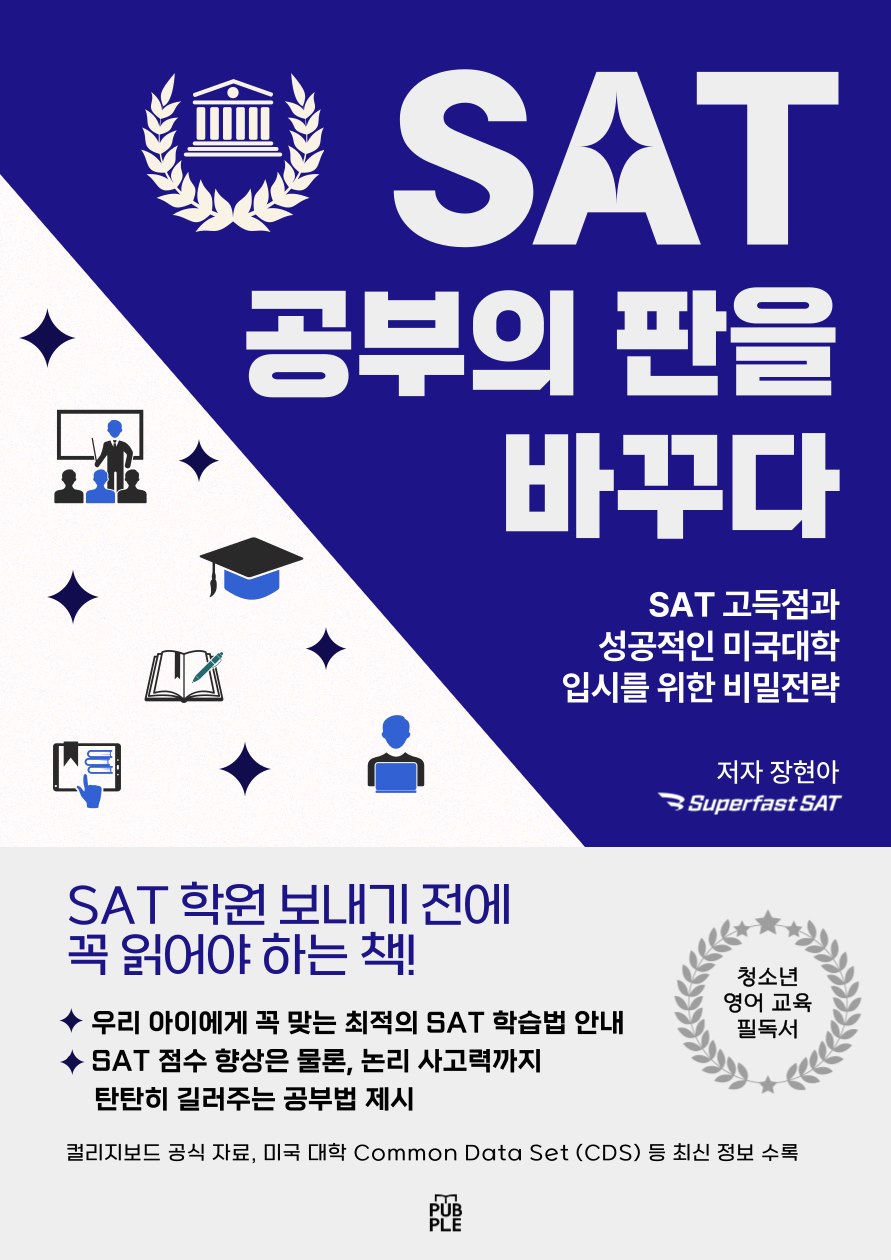 SAT
공부의 판을
바꾸다
SAT 고득점과
성공적인 미국대학
입시를 위한 비밀전략
저자 장현아
Superfast SAT
SAT 학원 보내기 전에
꼭 읽어야 하는 책!
우리 아이에게 꼭 맞는 최적의 SAT 학습법 안내
SAT 점수 향상은 물론, 논리 사고력까지
탄탄히 길러주는 공부법 제시
청소년
영어 교육
필독서
컬리지보드 공식 자료, 미국 대학 Common Data Set (CDS) 등 최신 정보 수록
PUB
PLE